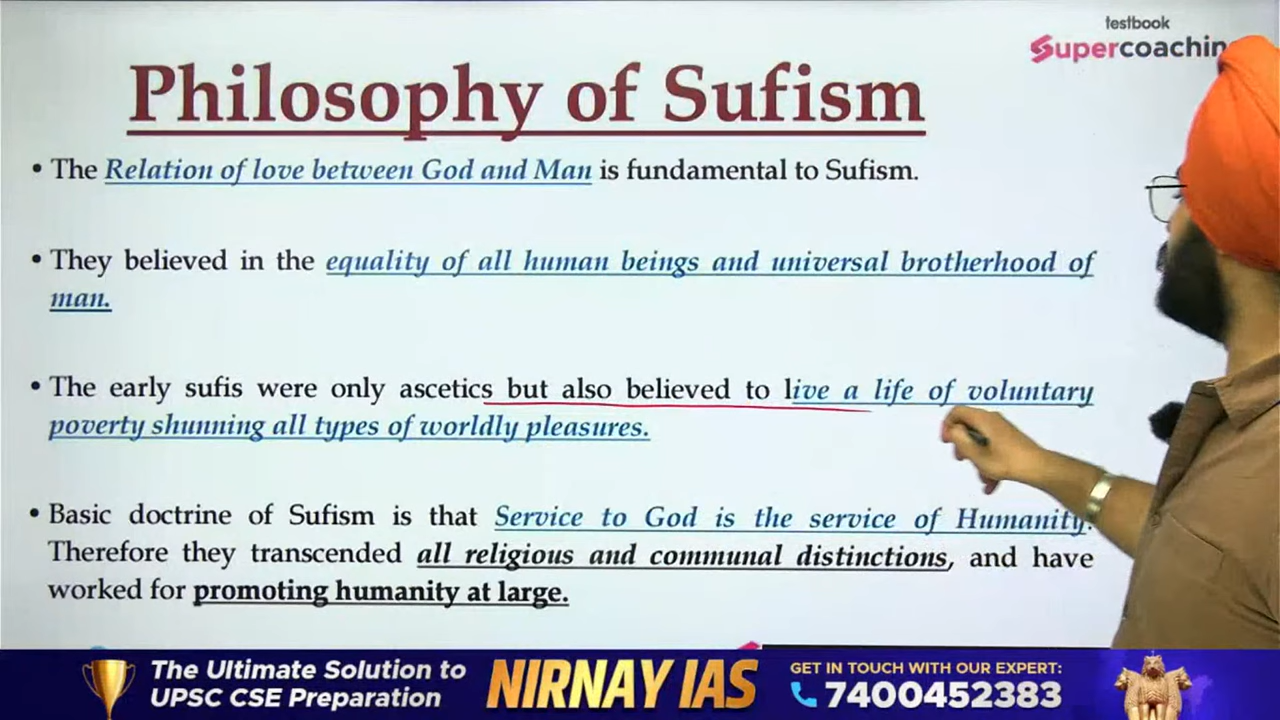 testbook
Supercoachin
Philosophy of Sufism
• The Relation of love between God and Man is fundamental to Sufism.
• They believed in the equality of all human beings and universal brotherhood of
man.
• The early sufis were only ascetics but also believed to live a life of voluntary
poverty shunning all types of worldly pleasures.
• Basic doctrine of Sufism is that Service to God is the service of Humanity.
Therefore they transcended all religious and communal distinctions, and have
worked for promoting humanity at large.
The Ultimate Solution to
UPSC CSE Preparation
NIRNAY IAS
GET IN TOUCH WITH OUR EXPERT:
7400452383